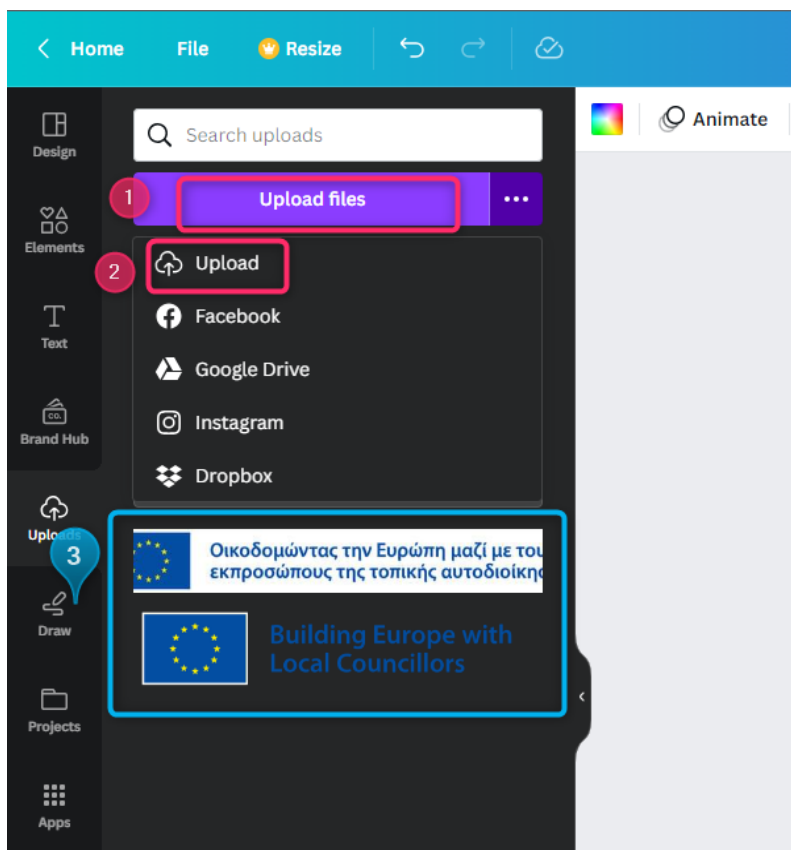 Home File Resize
Design
Search uploads
Animate
1 Upload files
Elements
2 Upload
Text
Facebook
Google Drive
CO.
Brand Hub
Instagram
Dropbox
Uploads
3
Οικοδομώντας την Ευρώπη μαζί με του
εκπροσώπους της τοπικής αυτοδιοίκησ
Draw
Building Europe with
Local Councillors
Projects
Apps